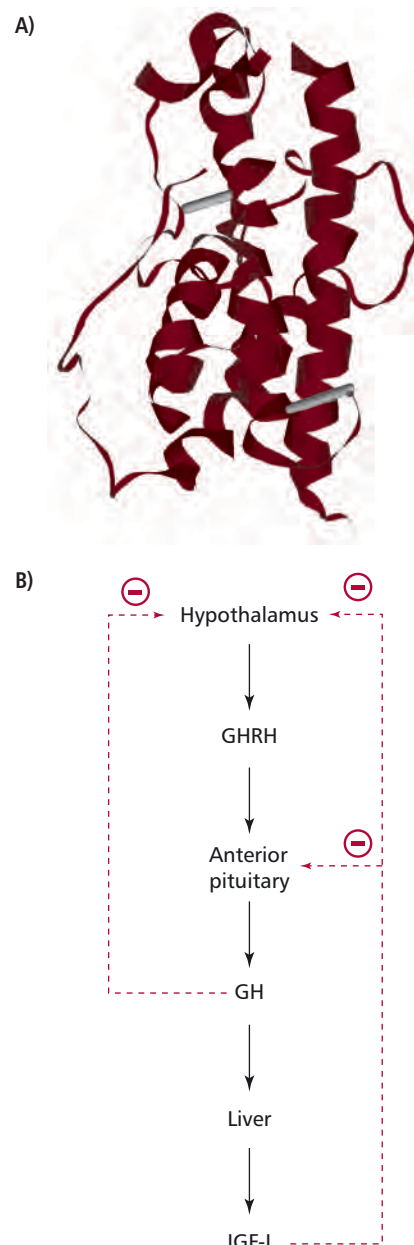 A)
B)
Hypothalamus
GHRH
Anterior
pituitary
GH
Liver
IGF-I